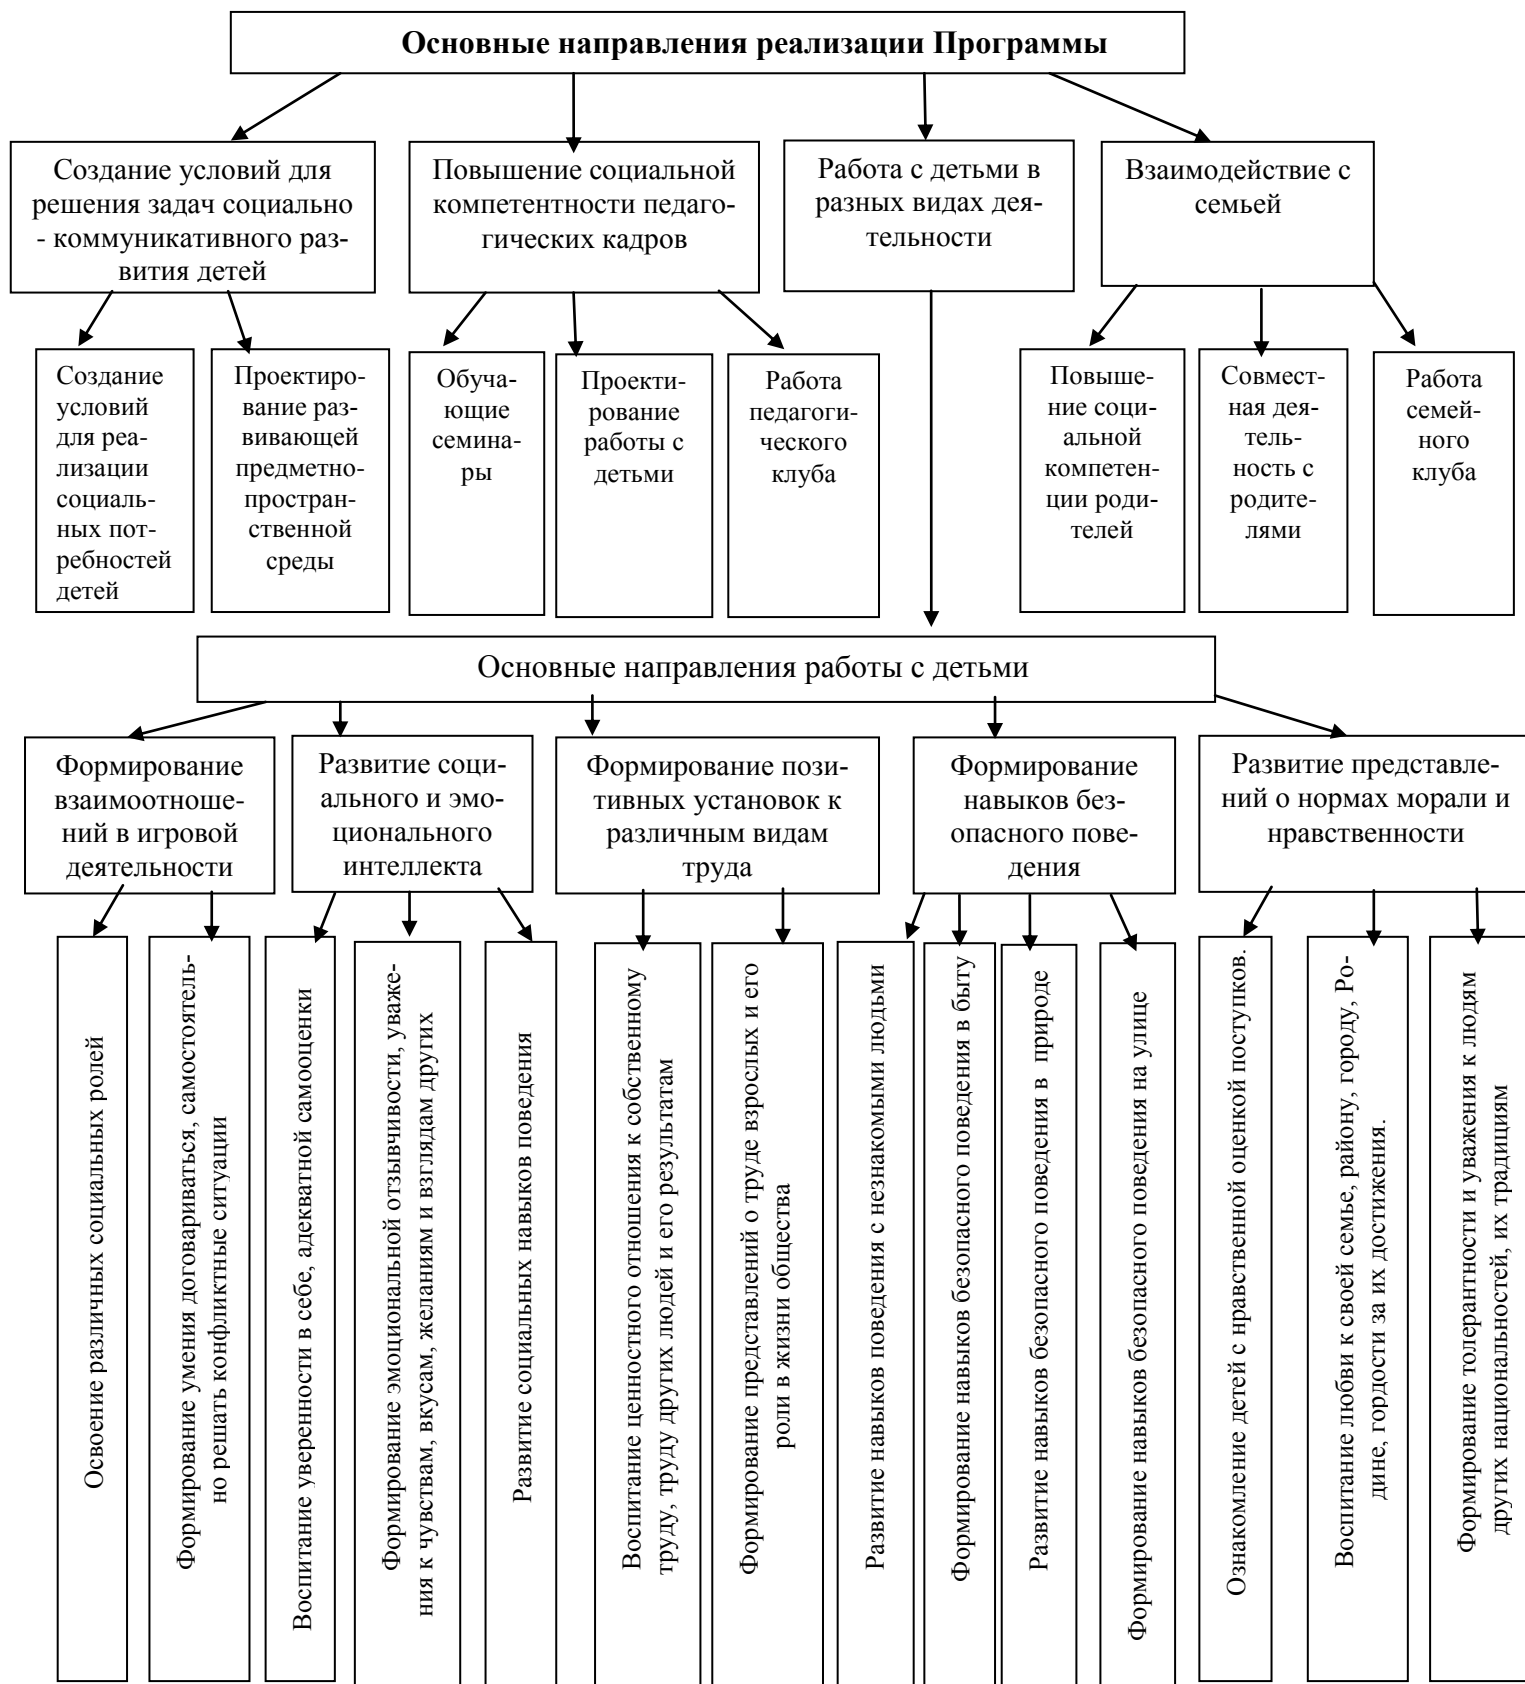 Основные направления реализации Программы
Создание условий для
решения задач социально
- коммуникативного раз-
вития детей
Повышение социальной
компетентности педаго-
гических кадров
Работа с детьми в
разных видах дея-
тельности
Взаимодействие с
семьей
Создание
условий
для реа-
лизации
социаль-
ных пот-
ребностей
детей
Проектиро-
вание раз-
вивающей
предметно-
пространст-
венной
среды
Обуча-
ющие
семина-
ры
Проекти-
рование
работы с
детьми
Работа
педагоги-
ческого
клуба
Повыше-
ние соци-
альной
компетен-
ции роди-
телей
Совмест-
ная дея-
тель-
ность с
родите-
лями
Работа
семей-
ного
клуба
Основные направления работы с детьми
Формирование
взаимоотноше-
ний в игровой
деятельности
Развитие соци-
ального и эмо-
ционального
интеллекта
Формирование пози-
тивных установок к
различным видам
труда
Формирование
навыков без-
опасного пове-
дения
Развитие представле-
ний о нормах морали и
нравственности
Освоение различных социальных ролей
Формирование умения договариваться, самостоятель-
но решать конфликтные ситуации
Воспитание уверенности в себе, адекватной самооценки
Формирование эмоциональной отзывчивости, уваже-
ния к чувствам, вкусам, желаниям и взглядам других
Развитие социальных навыков поведения
Воспитание ценностного отношения к собственному
труду, труду других людей и его результатам
Формирование представлений о труде взрослых и его
роли в жизни общества
Развитие навыков поведения с незнакомыми людьми
Формирование навыков безопасного поведения в быту
Развитие навыков безопасного поведения в природе
Формирование навыков безопасного поведения на улице
Ознакомление детей с нравственной оценкой поступков.
Воспитание любви к своей семье, району, городу, Ро-
дине, гордости за их достижения.
Формирование толерантности и уважения к людям
других национальностей, их традициям